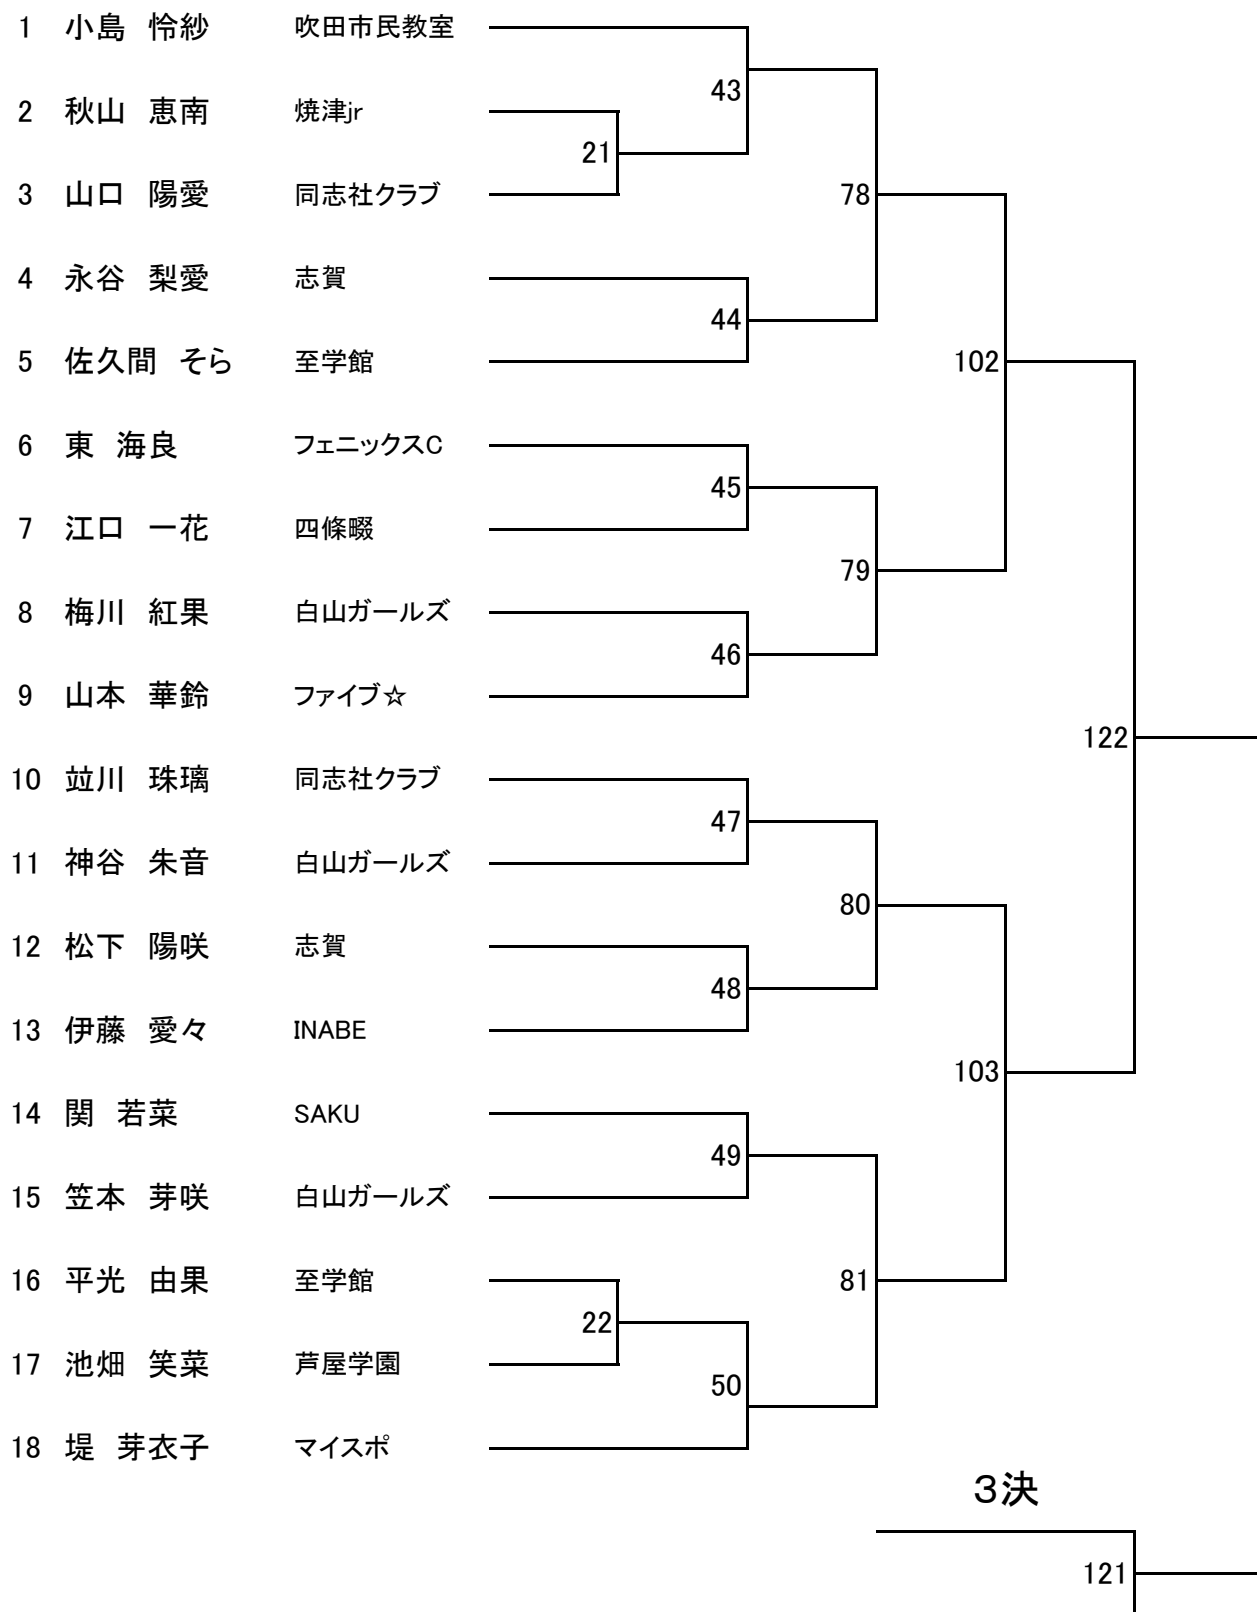 1 小島 怜紗 吹田市民教室
43
2 秋山 恵南 焼津jr
21
3 山口 陽愛 同志社クラブ 78
4 永谷 梨愛 志賀
44
5 佐久間 そら 至学館 102
6 東 海良 フェニックスC
45
7 江口 一花 四條畷
79
8 梅川 紅果 白山ガールズ
46
9 山本 華鈴 ファイブ☆
122
10 竝川 珠璃 同志社クラブ
47
11 神谷 朱音 白山ガールズ
80
12 松下 陽咲 志賀
48
13 伊藤 愛々 INABE
103
14 関 若菜 SAKU
49
15 笠本 芽咲 白山ガールズ
16 平光 由果 至学館 81
22
17 池畑 笑菜 芦屋学園
50
18 堤 芽衣子 マイスポ
３決
121